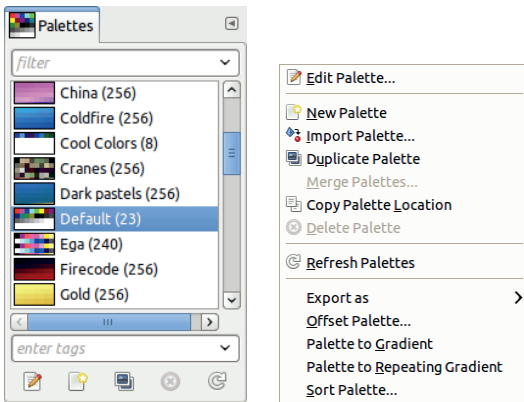 Palettes
filter
China (256)
Coldfire (256)
Cool Colors (8)
Cranes (256)
Dark pastels (256)
Default (23)
Ega (240)
Firecode (256)
Gold (256)
enter tags
Edit Palette...
New Palette
Import Palette...
Duplicate Palette
Merge Palettes...
Copy Palette Location
Delete Palette
Refresh Palettes
Export as
Offset Palette...
Palette to Gradient
Palette to Repeating Gradient
Sort Palette...